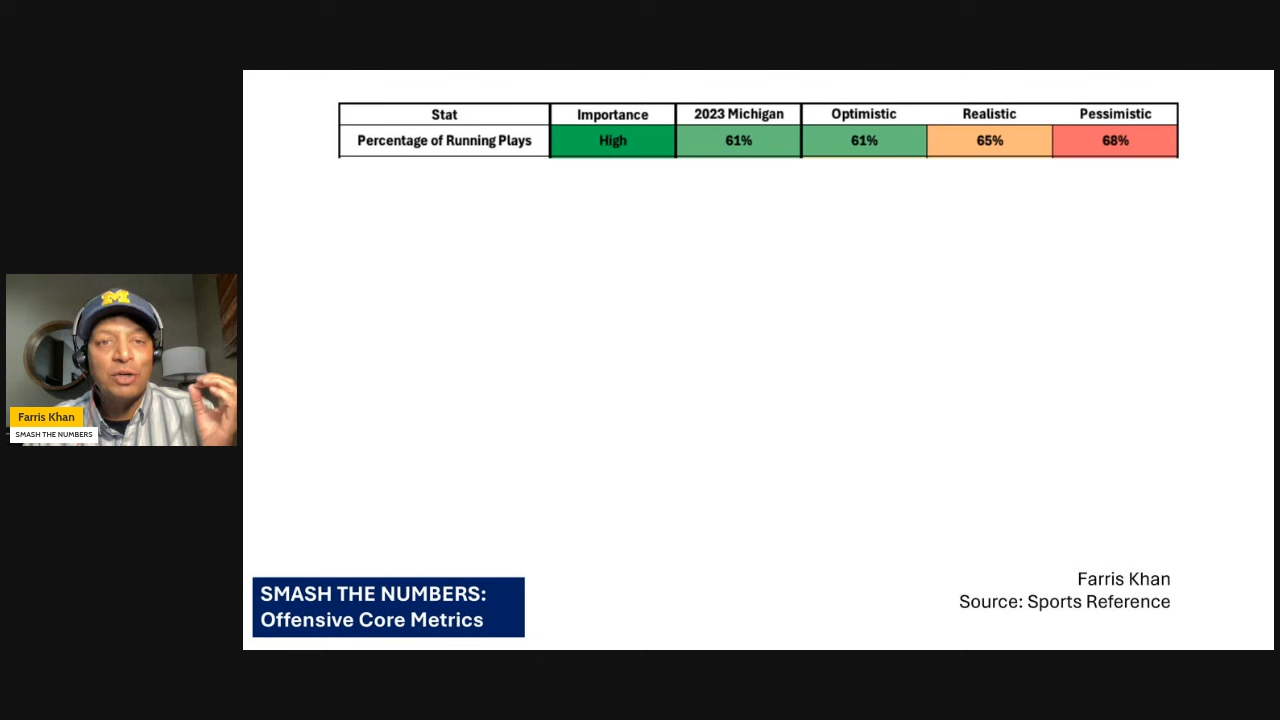 Stat Importance 2023 Michigan Optimistic Realistic Pessimistic
Percentage of Running Plays High 61% 61% 65% 68%
M
Farris Khan
SMASH THE NUMBERS
SMASH THE NUMBERS:
Offensive Core Metrics
Farris Khan
Source: Sports Reference